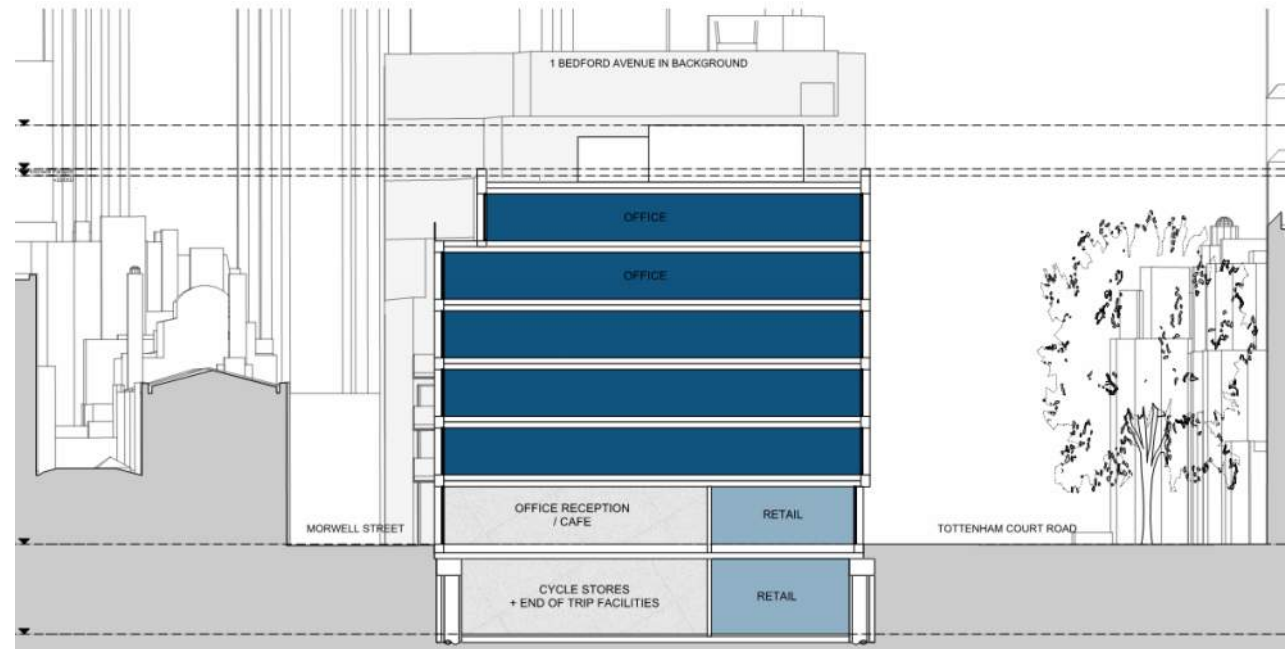 1 BEDFORD AVENUE IN BACKGROUND
OFFICE
OFFICE
OFFICE RECEPTION
/ CAFE
RETAIL
MORWELL STREET
TOTTENHAM COURT ROAD
CYCLE STORES
+ END OF TRIP FACILITIES
RETAIL